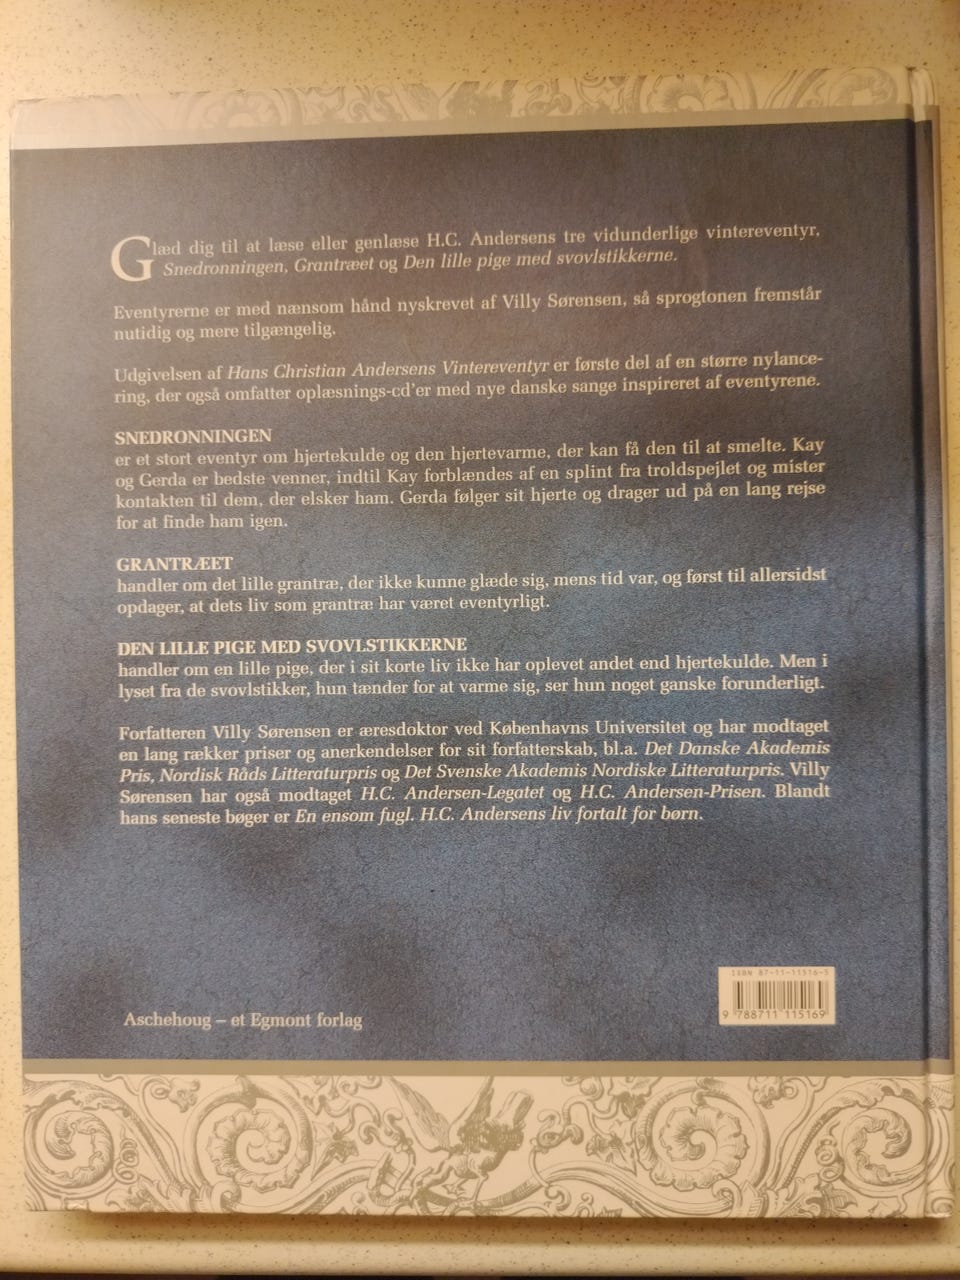 Glæd dig til at læse eller genlæse H.C. Andersens tre vidunderlige vintereventyr,
Snedronningen, Grantræet og Den lille pige med svovlstikkerne.
Eventyrerne er med nænsom hånd nyskrevet af Villy Sørensen, så sprogtonen fremstår
nutidig og mere tilgængelig.
Udgivelsen af Hans Christian Andersens Vintereventyr er første del af en større nylance-
ring, der også omfatter oplæsnings-cd'er med nye danske sange inspireret af eventyrene.
SNEDRONNINGEN
er et stort eventyr om hjertekulde og den hjertevarme, der kan få den til at smelte. Kay
og Gerda er bedste venner, indtil Kay forblændes af en splint fra troldspejlet og mister
kontakten til dem, der elsker ham. Gerda følger sit hjerte og drager ud på en lang rejse
for at finde ham igen.
GRANTRÆET
handler om det lille grantræ, der ikke kunne glæde sig, mens tid var, og først til allersidst
opdager, at dets liv som grantræ har været eventyrligt.
DEN LILLE PIGE MED SVOVLSTIKKERNE
handler om en lille pige, der i sit korte liv ikke har oplevet andet end hjertekulde. Men i
lyset fra de svovlstikker, hun tænder for at varme sig, ser hun noget ganske forunderligt.
Forfatteren Villy Sørensen er æresdoktor ved Københavns Universitet og har modtaget
en lang rækker priser og anerkendelser for sit forfatterskab, bl.a. Det Danske Akademis
Pris, Nordisk Råds Litteraturpris og Det Svenske Akademis Nordiske Litteraturpris. Villy
Sørensen har også modtaget H.C. Andersen-Legatet og H.C. Andersen-Prisen. Blandt
hans seneste bøger er En ensom fugl. H.C. Andersens liv fortalt for børn.
ISBN 87-11-11516-5
9 788711 115169
Aschehoug – et Egmont forlag